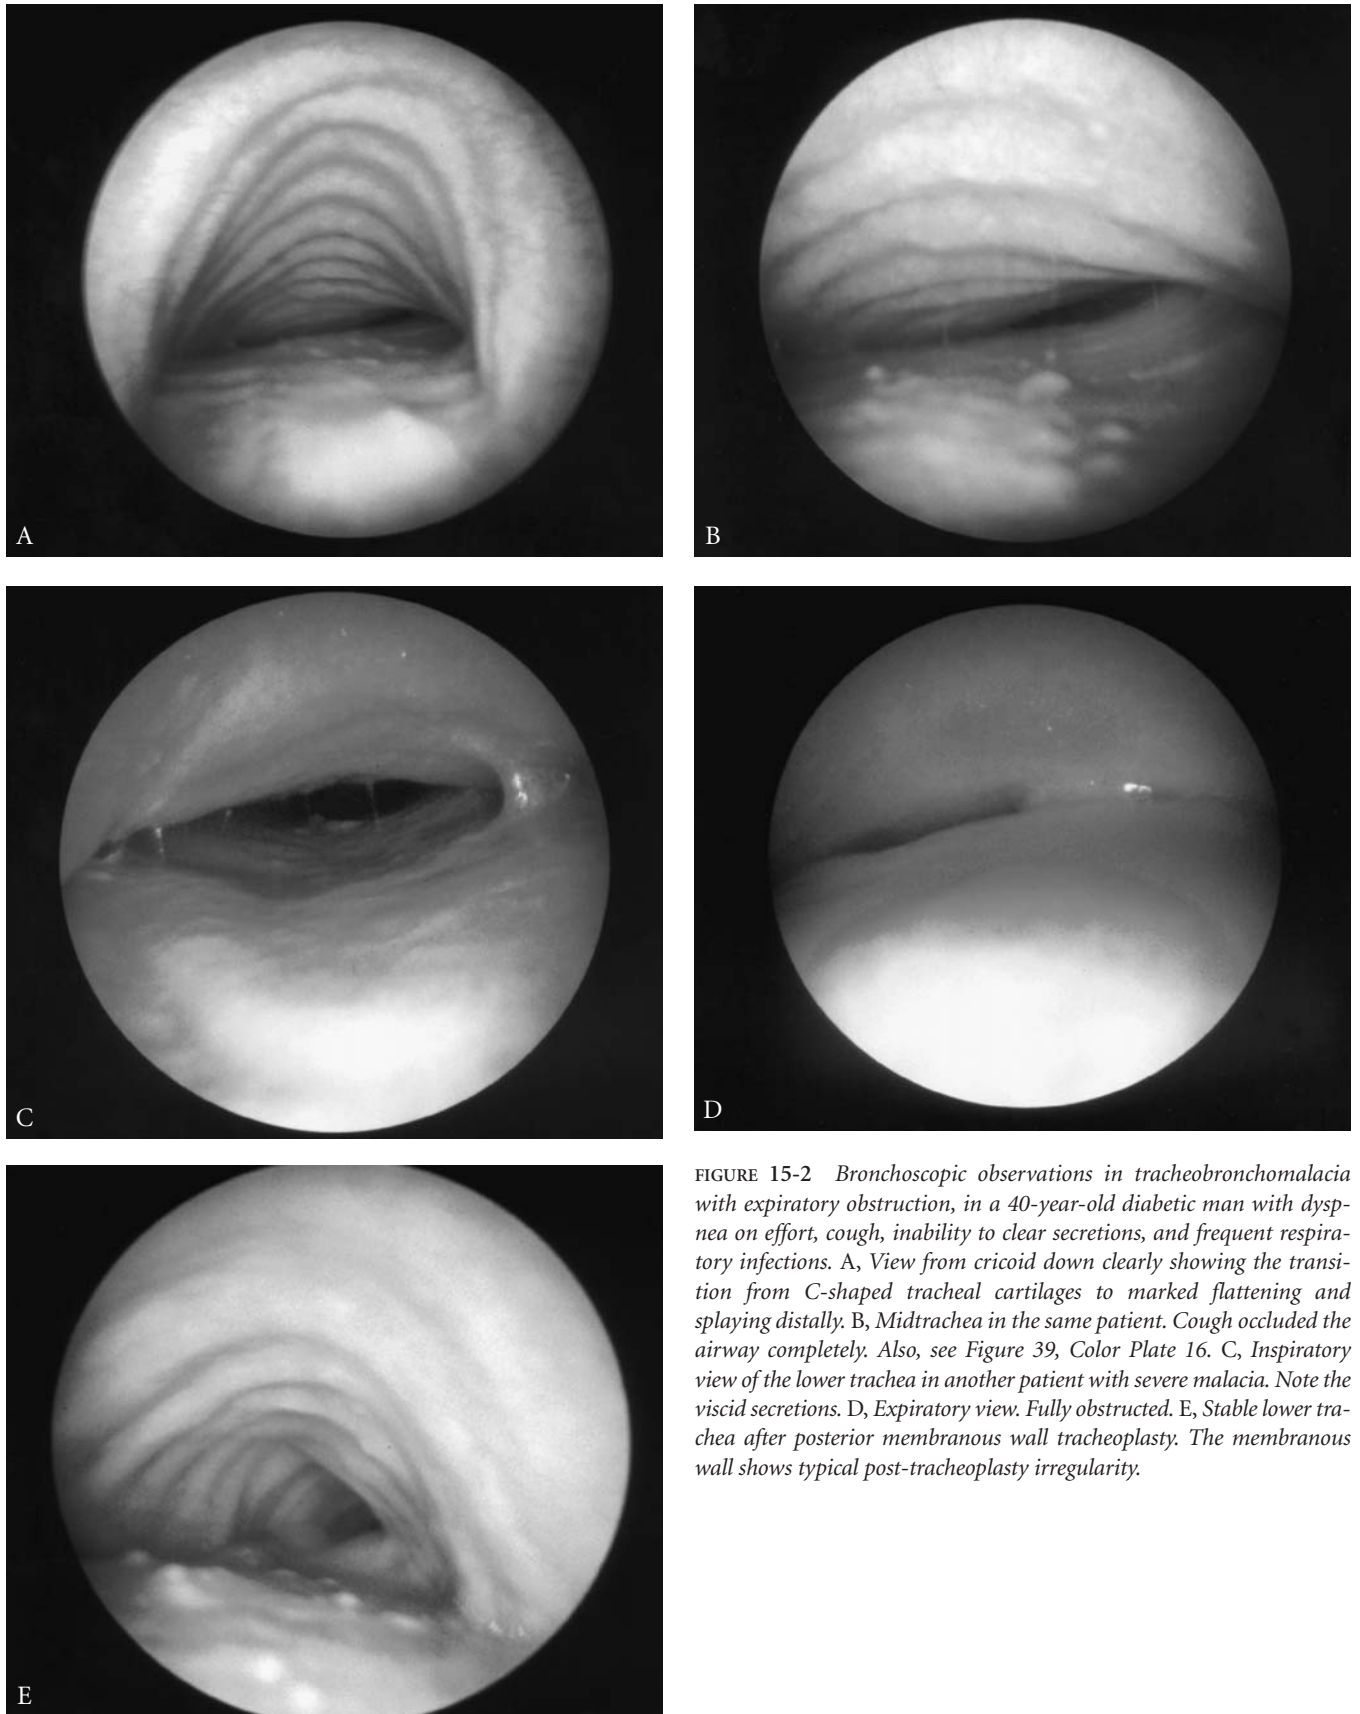 A
B
C
D
FIGURE 15-2 Bronchoscopic observations in tracheobronchomalacia
with expiratory obstruction, in a 40-year-old diabetic man with dysp-
nea on effort, cough, inability to clear secretions, and frequent respira-
tory infections. A, View from cricoid down clearly showing the transi-
tion from C-shaped tracheal cartilages to marked flattening and
splaying distally. B, Midtrachea in the same patient. Cough occluded the
airway completely. Also, see Figure 39, Color Plate 16. C, Inspiratory
view of the lower trachea in another patient with severe malacia. Note the
viscid secretions. D, Expiratory view. Fully obstructed. E, Stable lower tra-
chea after posterior membranous wall tracheoplasty. The membranous
wall shows typical post-tracheoplasty irregularity.
E